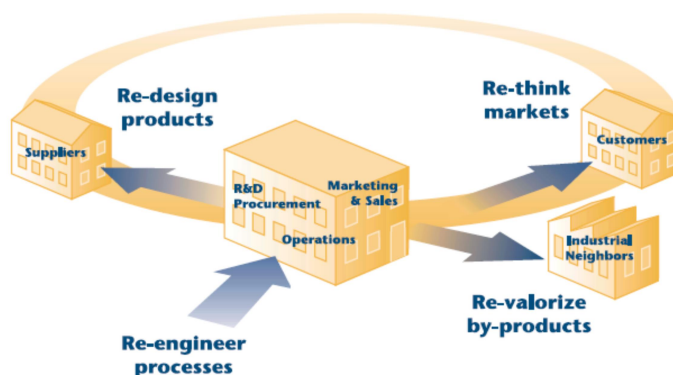 Re-design
products
Re-think
markets
Suppliers
Customers
R&D
Procurement
Marketing
& Sales
Operations
Industrial
Neighbors
Re-valorize
by-products
Re-engineer
processes